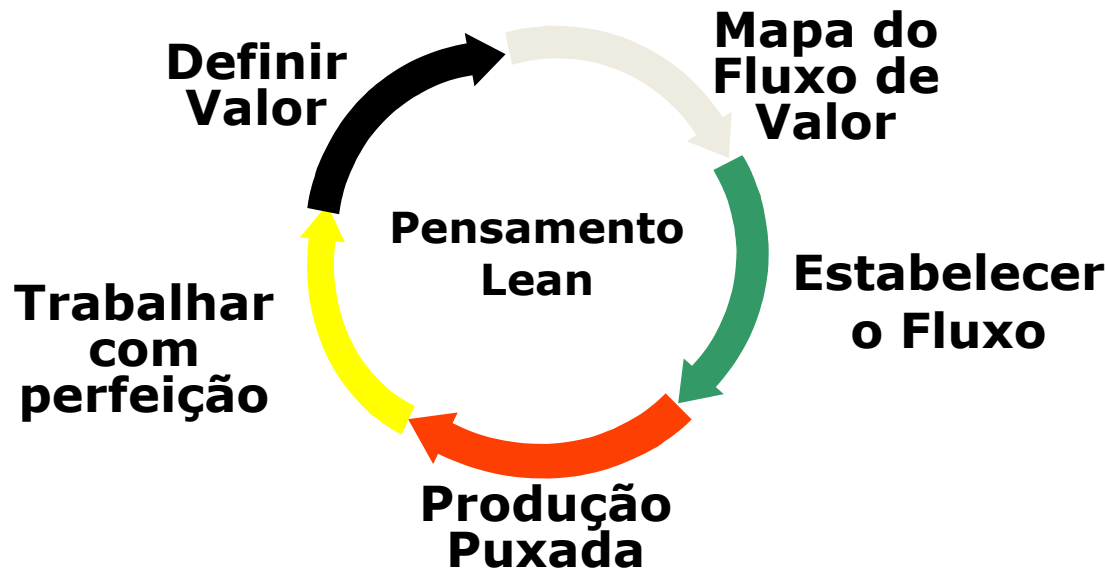 Definir
Valor
Mapa do
Fluxo de
Valor
Pensamento
Lean
Estabelecer
o Fluxo
Trabalhar
com
perfeição
Produção
Puxada